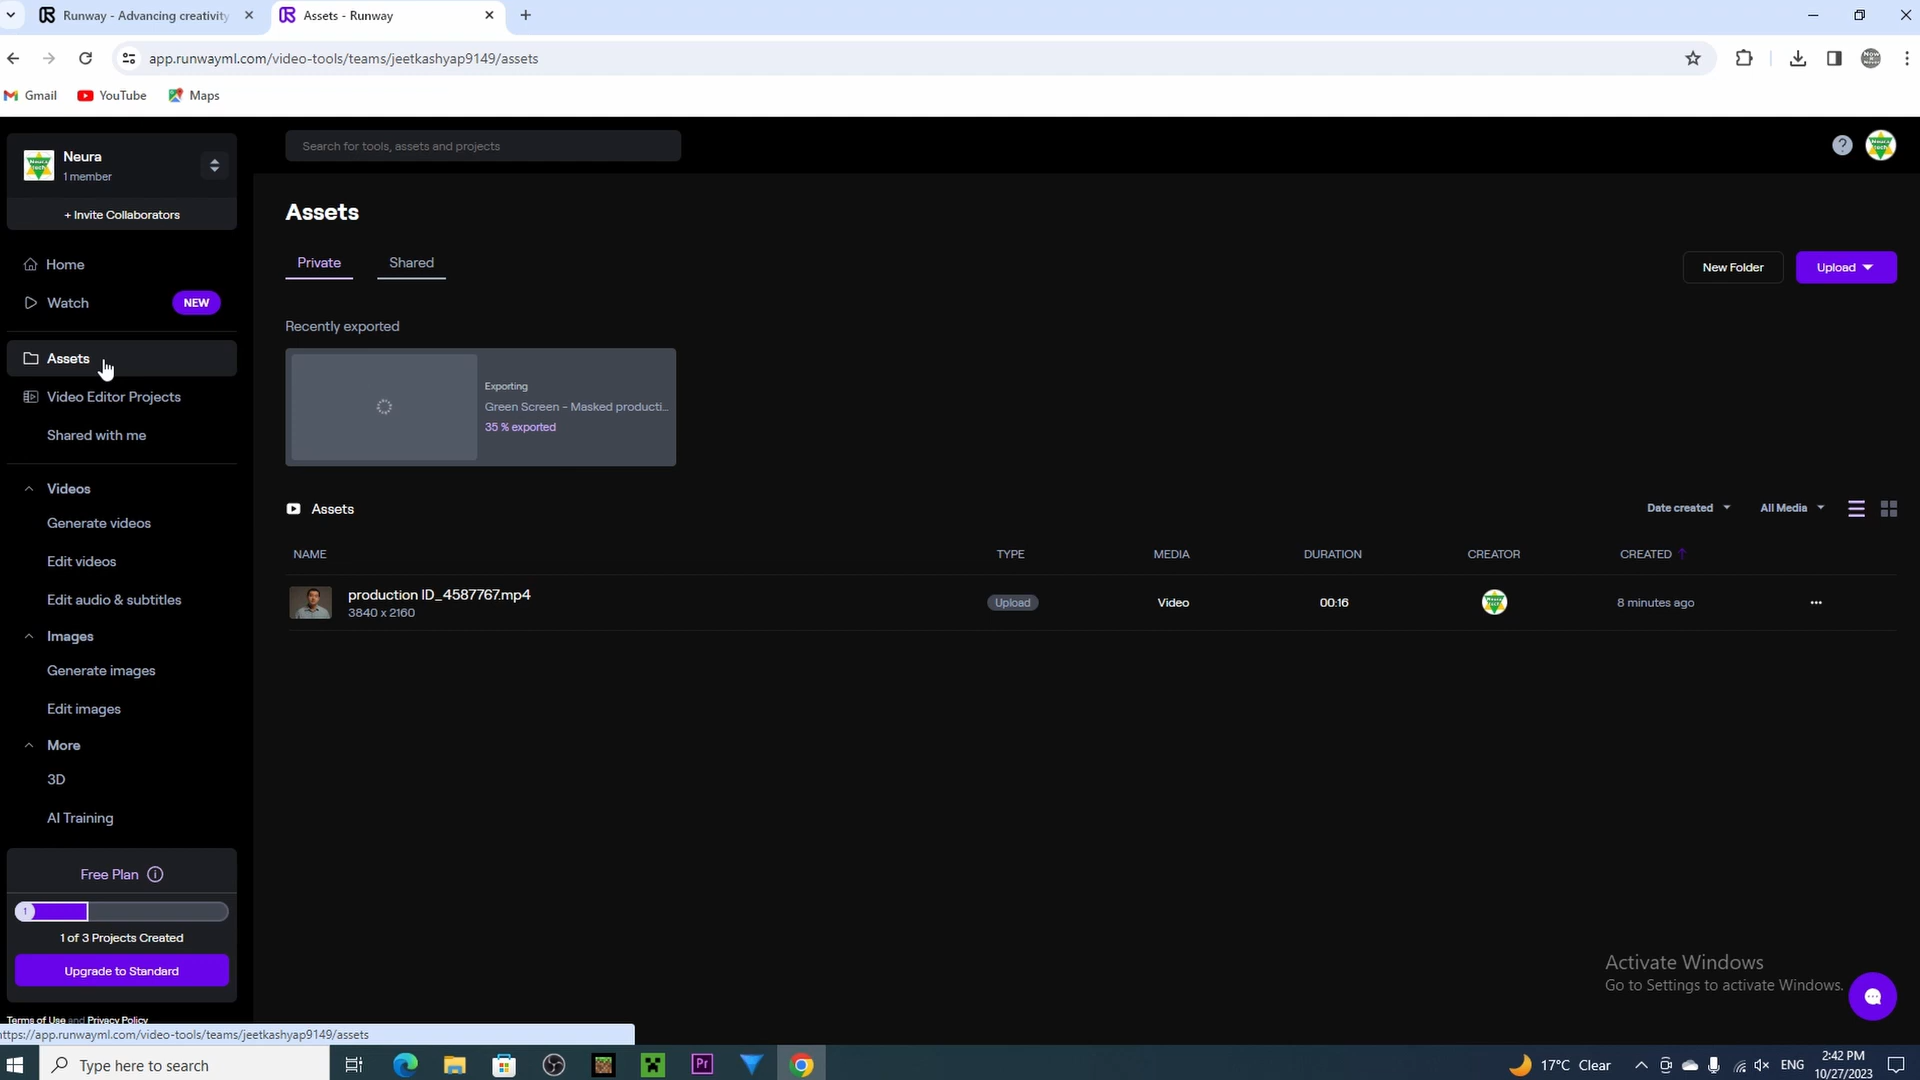 Runway - Advancing creativity
Assets - Runway
app.runwayml.com/video-tools/teams/jeetkashyap9149/assets
Gmail
YouTube
Maps
Neura
1 member
+ Invite Collaborators
Search for tools, assets and projects
Home
Watch
NEW
Assets
Video Editor Projects
Shared with me
Videos
Generate videos
Edit videos
Edit audio & subtitles
Images
Generate images
Edit images
More
3D
AI Training
Free Plan
1
1 of 3 Projects Created
Upgrade to Standard
Terms of Use and Privacy Policy
Assets
Private
Shared
New Folder
Upload
Recently exported
Exporting
Green Screen - Masked producti...
35 % exported
Assets
Date created
All Media
NAME
TYPE
MEDIA
DURATION
CREATOR
CREATED
production ID_4587767.mp4
3840 x 2160
Upload
Video
00:16
8 minutes ago
Activate Windows
Go to Settings to activate Windows.
https://app.runwayml.com/video-tools/teams/jeetkashyap9149/assets
Type here to search
Pr
17°C Clear
ENG
2:42 PM
10/27/2023